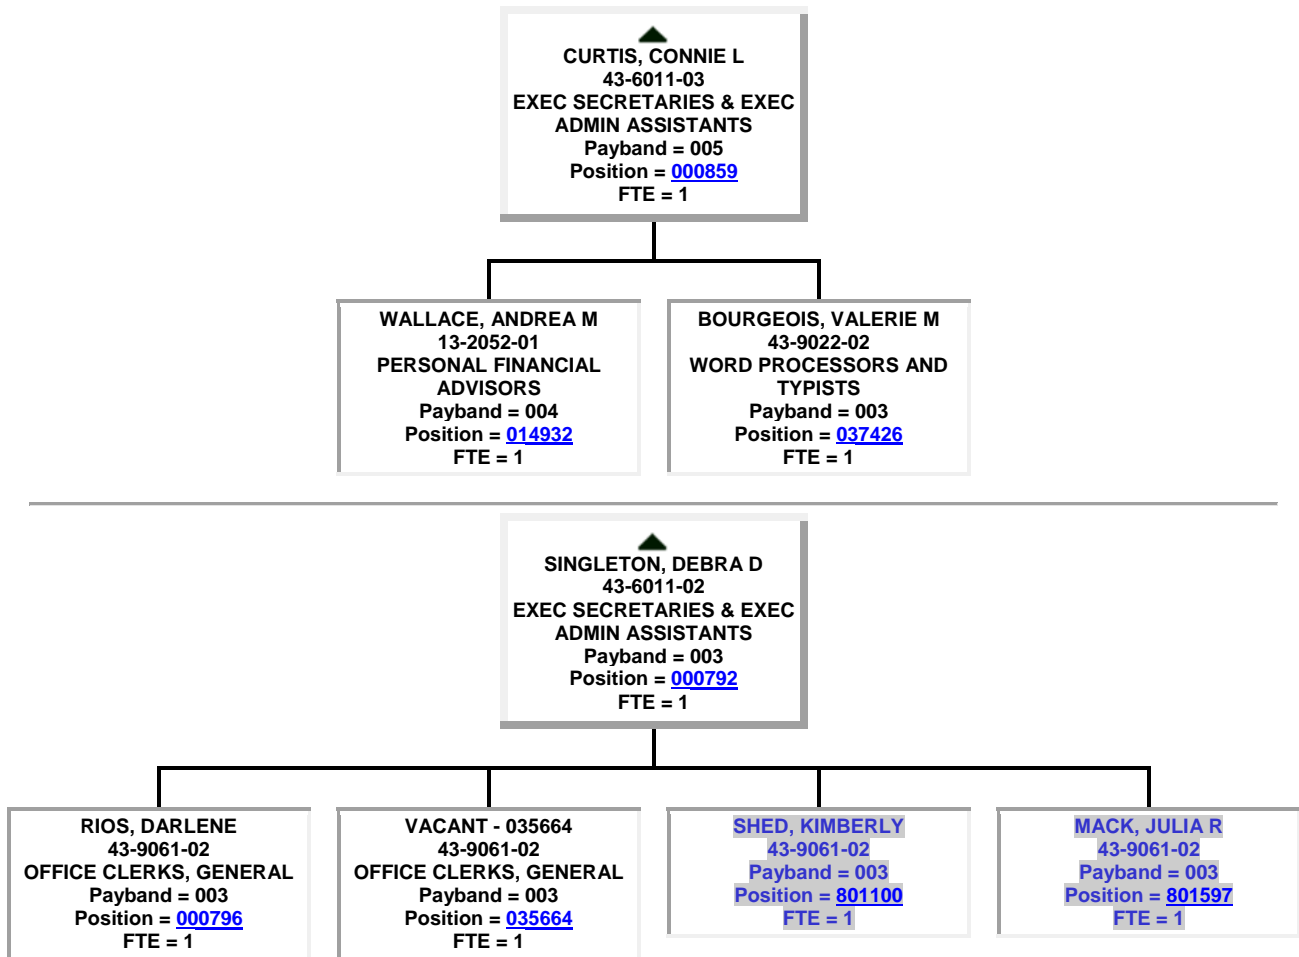 CURTIS, CONNIE L
43-6011-03
EXEC SECRETARIES & EXEC
ADMIN ASSISTANTS
Payband = 005
Position = 000859
FTE = 1
WALLACE, ANDREA M
13-2052-01
PERSONAL FINANCIAL
ADVISORS
Payband = 004
Position = 014932
FTE = 1
BOURGEOIS, VALERIE M
43-9022-02
WORD PROCESSORS AND
TYPISTS
Payband = 003
Position = 037426
FTE = 1
SINGLETON, DEBRA D
43-6011-02
EXEC SECRETARIES & EXEC
ADMIN ASSISTANTS
Payband = 003
Position = 000792
FTE = 1
RIOS, DARLENE
43-9061-02
OFFICE CLERKS, GENERAL
Payband = 003
Position = 000796
FTE = 1
VACANT - 035664
43-9061-02
OFFICE CLERKS, GENERAL
Payband = 003
Position = 035664
FTE = 1
SHED, KIMBERLY
43-9061-02
Payband = 003
Position = 801100
FTE = 1
MACK, JULIA R
43-9061-02
Payband = 003
Position = 801597
FTE = 1